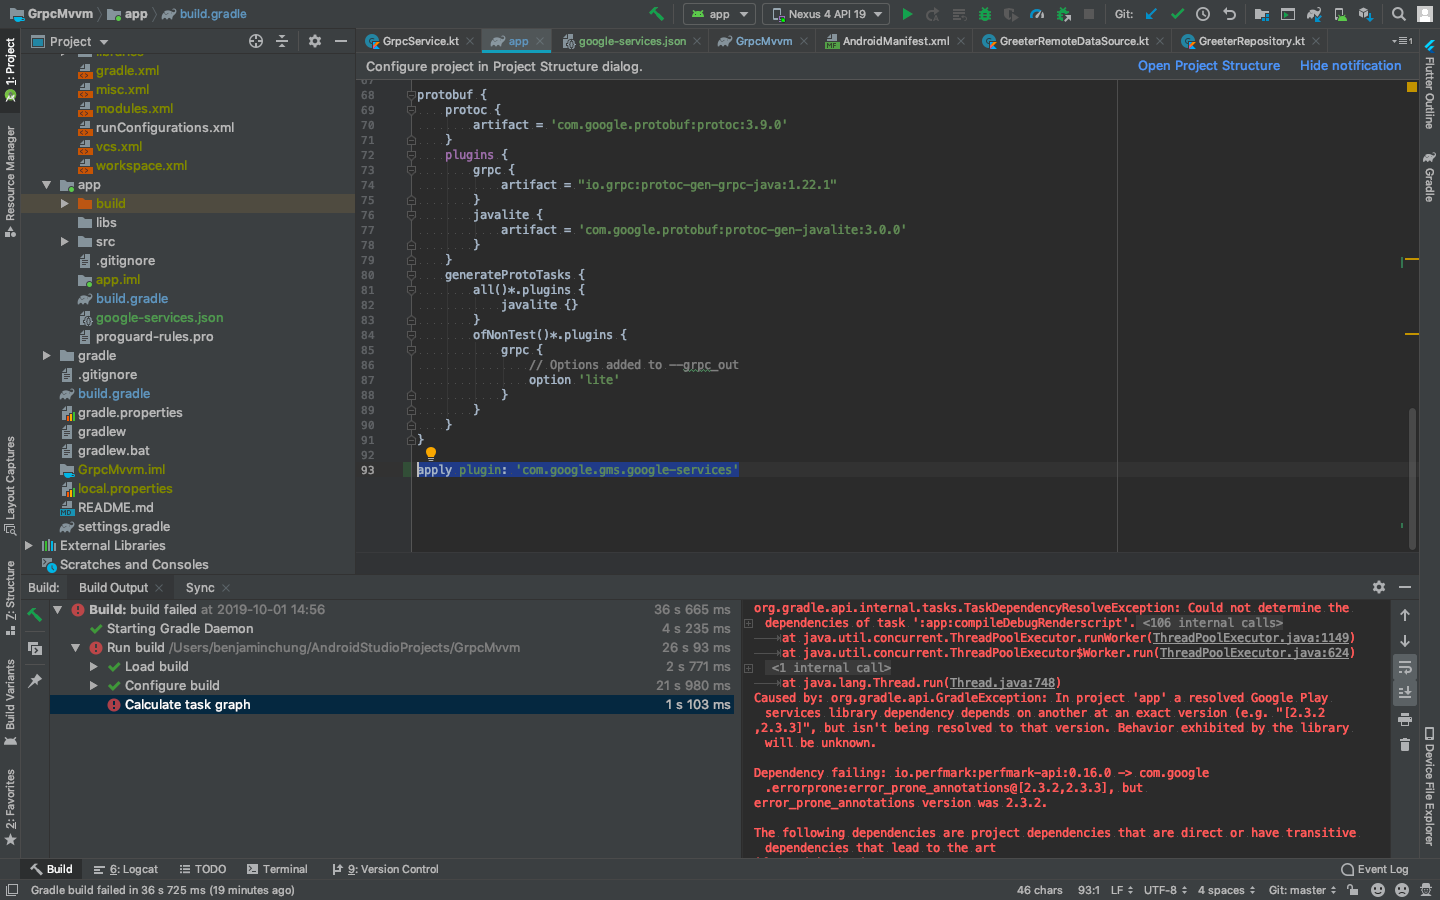 GrpcMvvm
app
build.gradle
app
Nexus 4 API 19
Git:
Project
GrpcService.kt
app
google-services.json
GrpcMvvm
AndroidManifest.xml
GreeterRemoteDataSource.kt
GreeterRepository.kt
Configure project in Project Structure dialog.
Open Project Structure
Hide notification
1: Project
Resource Manager
Layout Captures
Z: Structure
Build Variants
2: Favorites
gradle.xml
misc.xml
modules.xml
runConfigurations.xml
vcs.xml
workspace.xml
app
build
libs
src
.gitignore
app.iml
build.gradle
google-services.json
proguard-rules.pro
gradle
.gitignore
build.gradle
gradle.properties
gradlew
gradlew.bat
GrpcMvvm.iml
local.properties
README.md
settings.gradle
External Libraries
Scratches and Consoles
68 protobuf {
69 protoc {
70 artifact = 'com.google.protobuf:protoc:3.9.0'
71 }
72 plugins {
73 grpc {
74 artifact = "io.grpc:protoc-gen-grpc-java:1.22.1"
75 }
76 javalite {
77 artifact = 'com.google.protobuf:protoc-gen-javalite:3.0.0'
78 }
79 }
80 generateProtoTasks {
81 all()*.plugins {
82 javalite {}
83 }
84 ofNonTest()*.plugins {
85 grpc {
86 // Options added to --grpc_out
87 option 'lite'
88 }
89 }
90 }
91 }
92
93 apply plugin: 'com.google.gms.google-services'
Flutter Outline
Gradle
Device File Explorer
Build:
Build Output
Sync
Build: build failed at 2019-10-01 14:56 36 s 665 ms
Starting Gradle Daemon 4 s 235 ms
Run build /Users/benjaminchung/AndroidStudioProjects/GrpcMvvm 26 s 93 ms
Load build 2 s 771 ms
Configure build 21 s 980 ms
Calculate task graph 1 s 103 ms
org.gradle.api.internal.tasks.TaskDependencyResolveException: Could not determine the
dependencies of task ':app:compileDebugRenderscript'. <106 internal calls>
at java.util.concurrent.ThreadPoolExecutor.runWorker(ThreadPoolExecutor.java:1149)
at java.util.concurrent.ThreadPoolExecutor$Worker.run(ThreadPoolExecutor.java:624)
<1 internal call>
at java.lang.Thread.run(Thread.java:748)
Caused by: org.gradle.api.GradleException: In project 'app' a resolved Google Play
services library dependency depends on another at an exact version (e.g. "[2.3.2
,2.3.3]", but isn't being resolved to that version. Behavior exhibited by the library
will be unknown.
Dependency failing: io.perfmark:perfmark-api:0.16.0 -> com.google
.errorprone:error_prone_annotations@[2.3.2,2.3.3], but
error_prone_annotations version was 2.3.2.
The following dependencies are project dependencies that are direct or have transitive
dependencies that lead to the art
Build
6: Logcat
TODO
Terminal
9: Version Control
Event Log
Gradle build failed in 36 s 725 ms (19 minutes ago)
46 chars
93:1
LF
UTF-8
4 spaces
Git: master